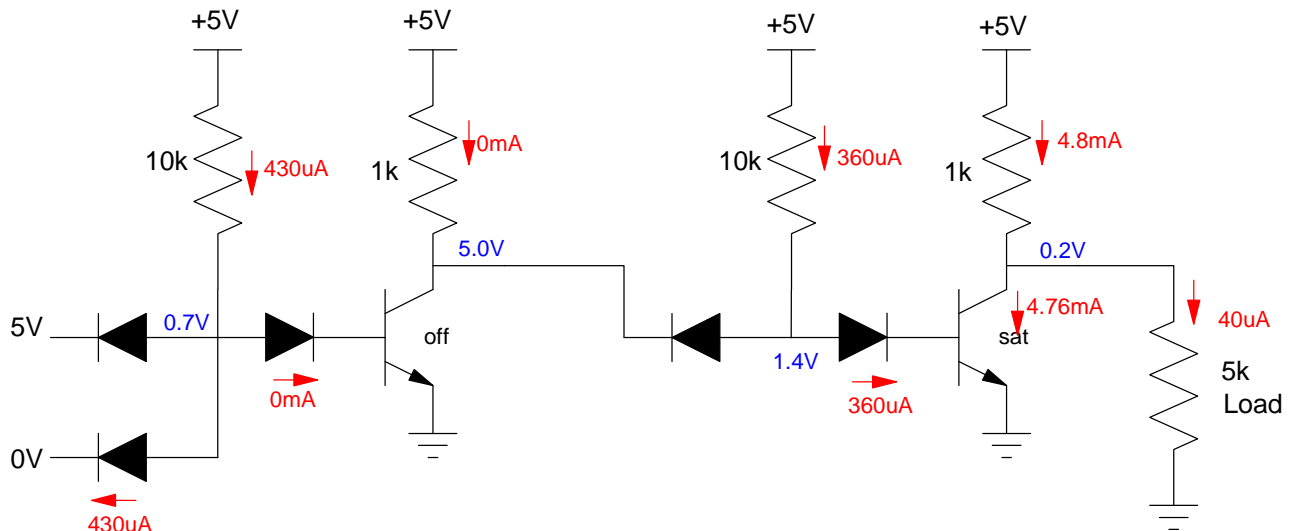 +5V
+5V
+5V
+5V
10k
430uA
1k
0mA
10k
360uA
1k
4.8mA
5.0V
0.2V
5V
0.7V
off
1.4V
4.76mA
sat
40uA
0mA
360uA
5k
Load
0V
430uA